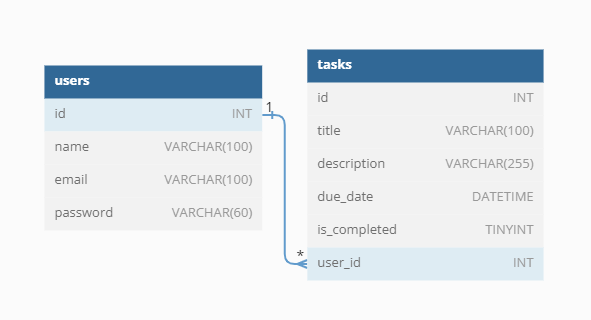 users
id INT
name VARCHAR(100)
email VARCHAR(100)
password VARCHAR(60)
1
*
tasks
id INT
title VARCHAR(100)
description VARCHAR(255)
due_date DATETIME
is_completed TINYINT
user_id INT